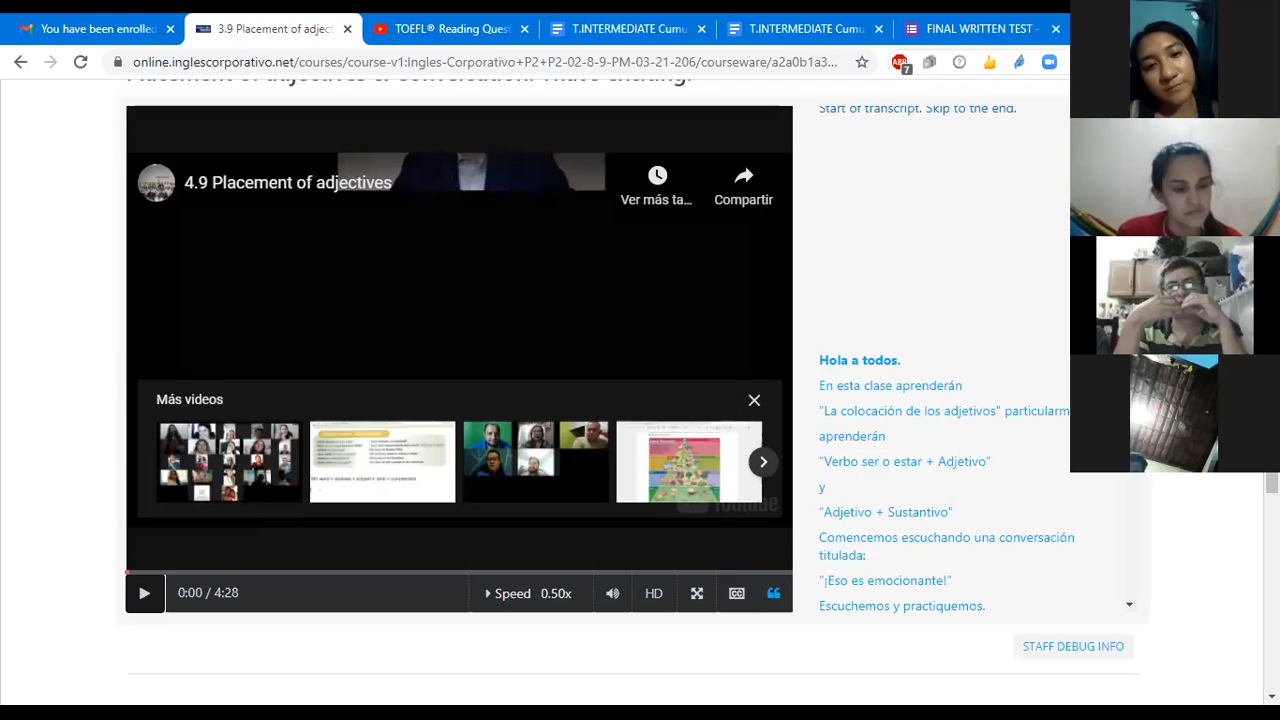 You have been enrolled
3.9 Placement of adject
TOEFL® Reading Quest
T.INTERMEDIATE Cumu
T.INTERMEDIATE Cumu
FINAL WRITTEN TEST -
online.inglescorporativo.net/courses/course-v1:Ingles-Corporativo+P2+P2-02-8-9-PM-03-21-206/courseware/a2a0b1a3...
ABP
7
Start of transcript. Skip to the end.
4.9 Placement of adjectives
Ver más ta...
Compartir
Más videos
YouTube
Hola a todos.
En esta clase aprenderán
"La colocación de los adjetivos" particularm
aprenderán
"Verbo ser o estar + Adjetivo"
y
"Adjetivo + Sustantivo"
Comencemos escuchando una conversación
titulada:
"¡Eso es emocionante!"
Escuchemos y practiquemos.
0:00 / 4:28
Speed 0.50x
HD
CC
STAFF DEBUG INFO